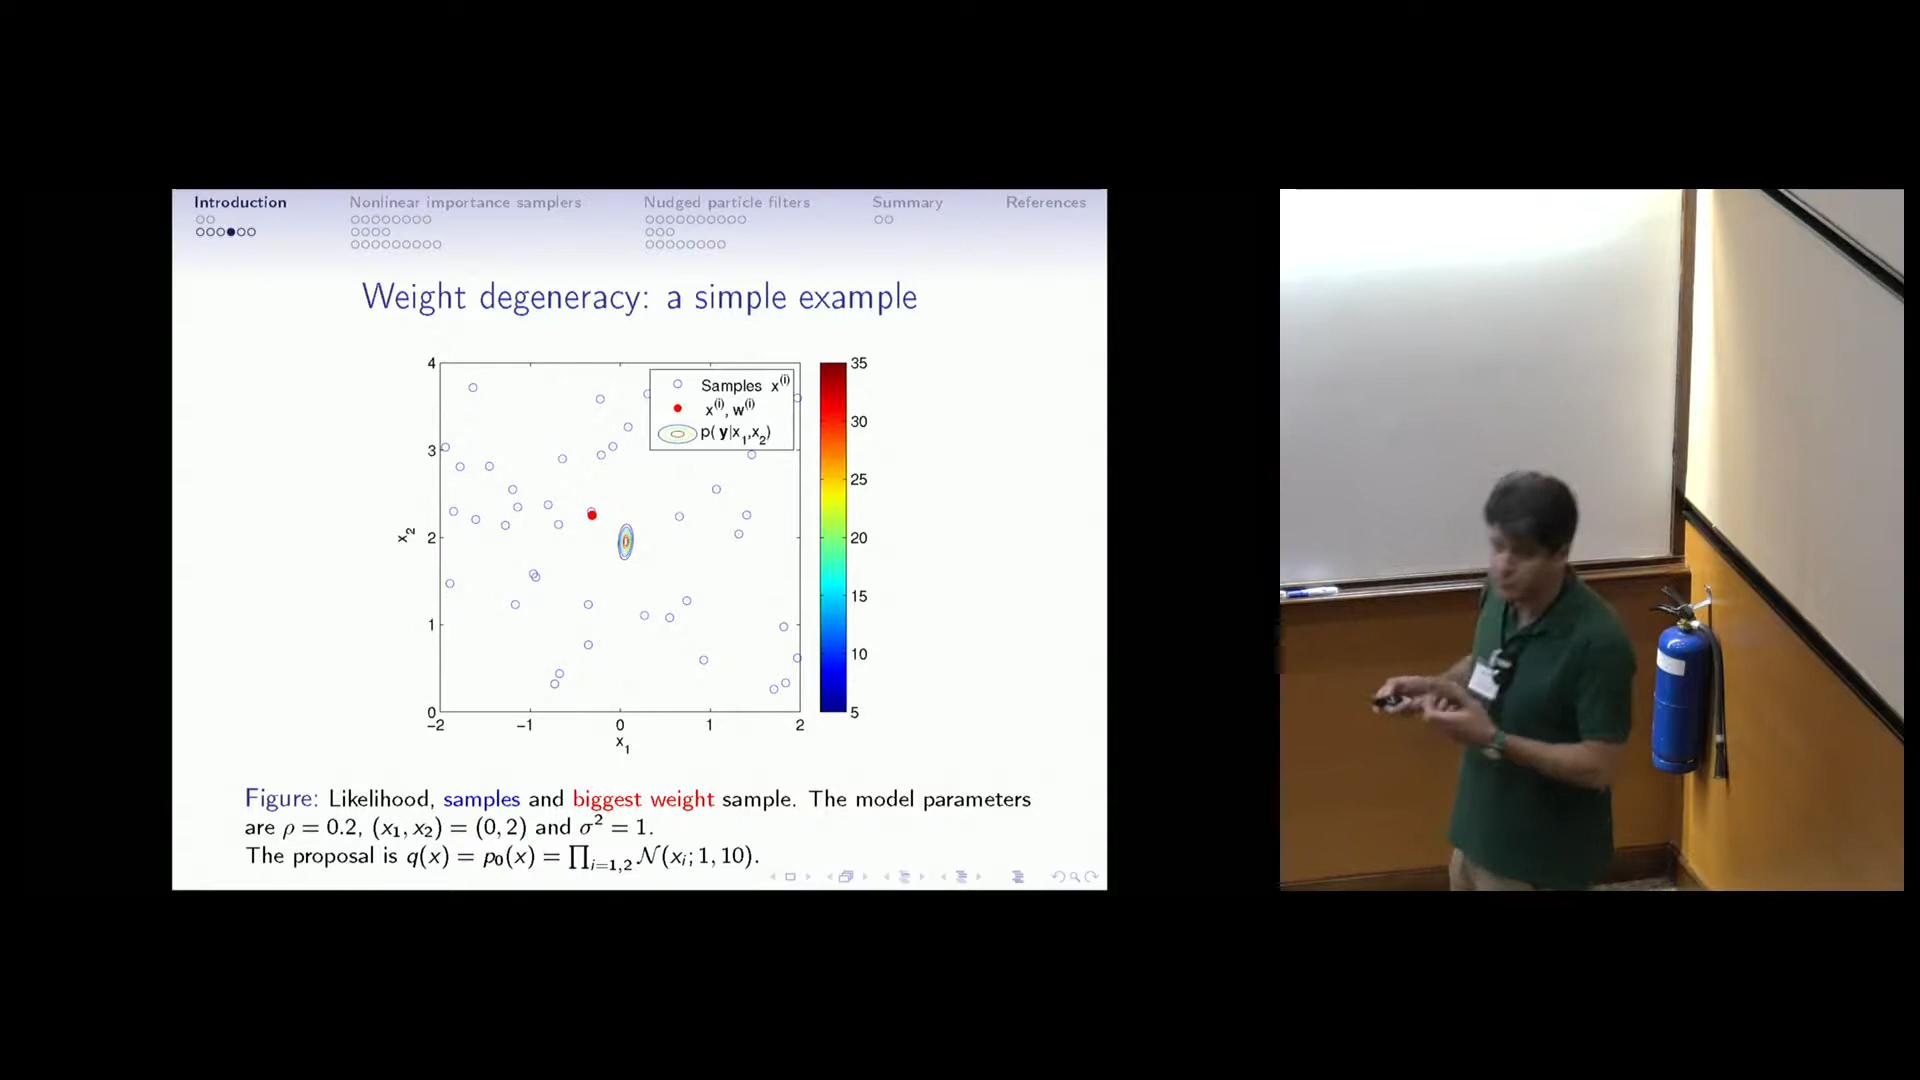 Introduction Nonlinear importance samplers Nudged particle filters Summary References
Weight degeneracy: a simple example
4
3
2
1
0
x2
−2 −1 0 1 2
x1
Samples x(i)
x(i), w(i)
p( y|x1,x2)
35
30
25
20
15
10
5
Figure: Likelihood, samples and biggest weight sample. The model parameters
are ρ = 0.2, (x1, x2) = (0, 2) and σ² = 1.
The proposal is q(x) = p0(x) = ∏i=1,2 N(xi; 1, 10).